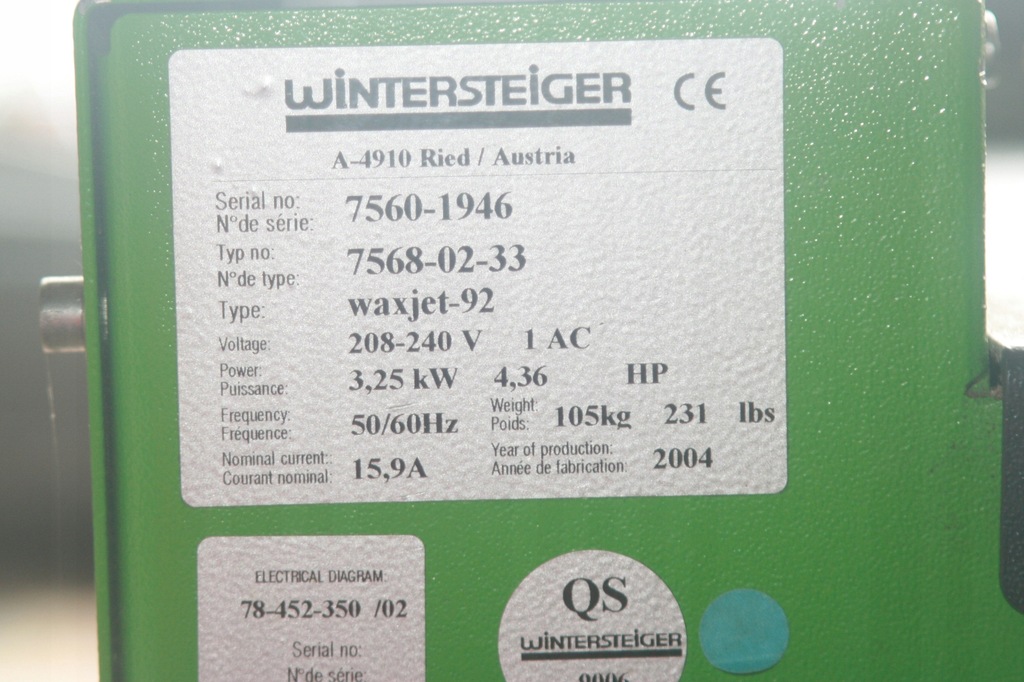 WINTERSTEIGER CE
A-4910 Ried / Austria
Serial no:
N°de série: 7560-1946
Typ no:
N°de type: 7568-02-33
Type: waxjet-92
Voltage: 208-240 V 1 AC
Power:
Puissance: 3,25 kW 4,36 HP
Frequency:
Fréquence: 50/60Hz Weight:
Poids: 105kg 231 lbs
Nominal current:
Courant nominal: 15,9A Year of production:
Année de fabrication: 2004
ELECTRICAL DIAGRAM:
78-452-350 /02
Serial no:
N°de série:
QS
WINTERSTEIGER